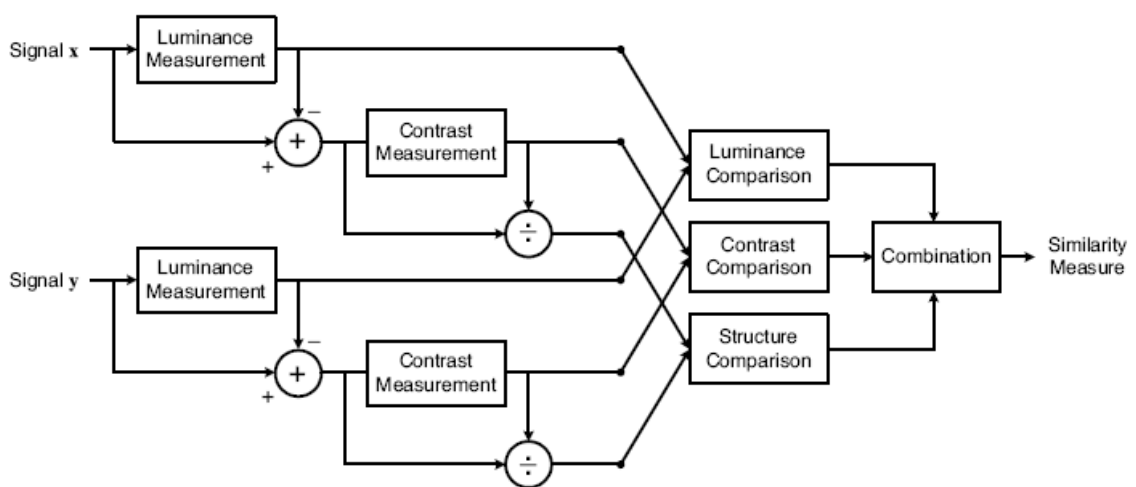 Signal x
Luminance
Measurement
−
+
+
Contrast
Measurement
÷
Signal y
Luminance
Measurement
−
+
+
Contrast
Measurement
÷
Luminance
Comparison
Contrast
Comparison
Structure
Comparison
Combination
Similarity
Measure